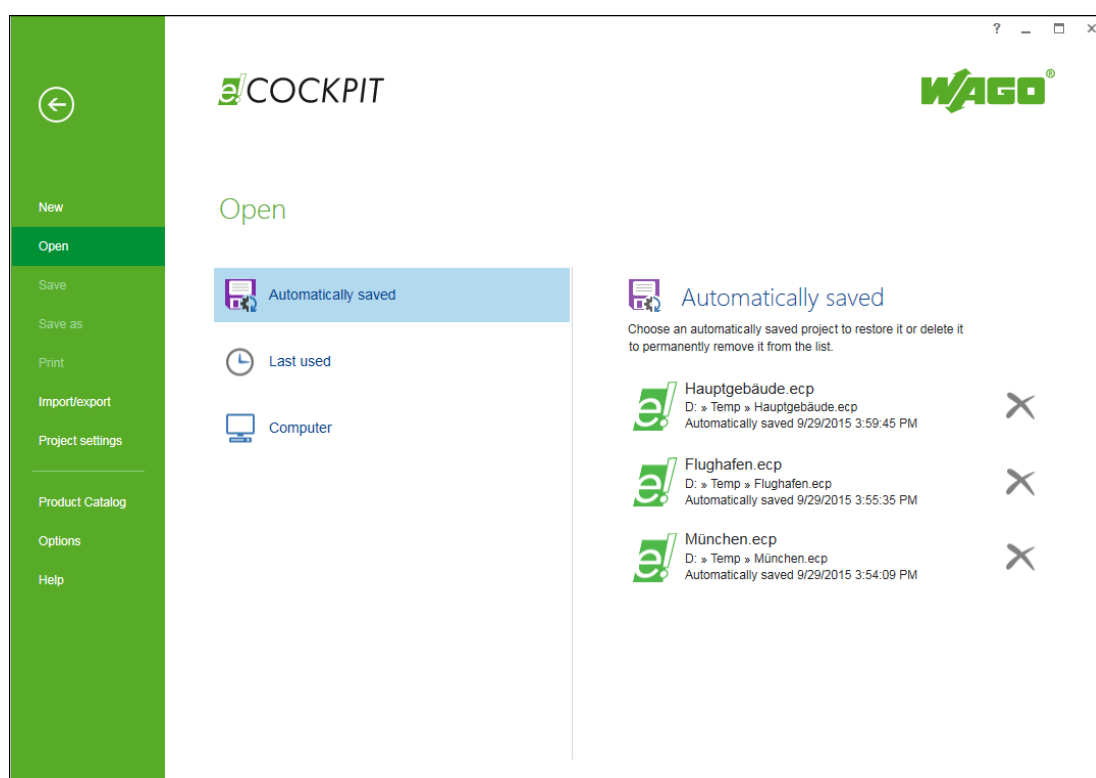 ?
e!COCKPIT
WAGO®
New
Open
Save
Save as
Print
Import/export
Project settings
Product Catalog
Options
Help
Open
Automatically saved
Last used
Computer
Automatically saved
Choose an automatically saved project to restore it or delete it
to permanently remove it from the list.
e!
Hauptgebäude.ecp
D: » Temp » Hauptgebäude.ecp
Automatically saved 9/29/2015 3:59:45 PM
e!
Flughafen.ecp
D: » Temp » Flughafen.ecp
Automatically saved 9/29/2015 3:55:35 PM
e!
München.ecp
D: » Temp » München.ecp
Automatically saved 9/29/2015 3:54:09 PM